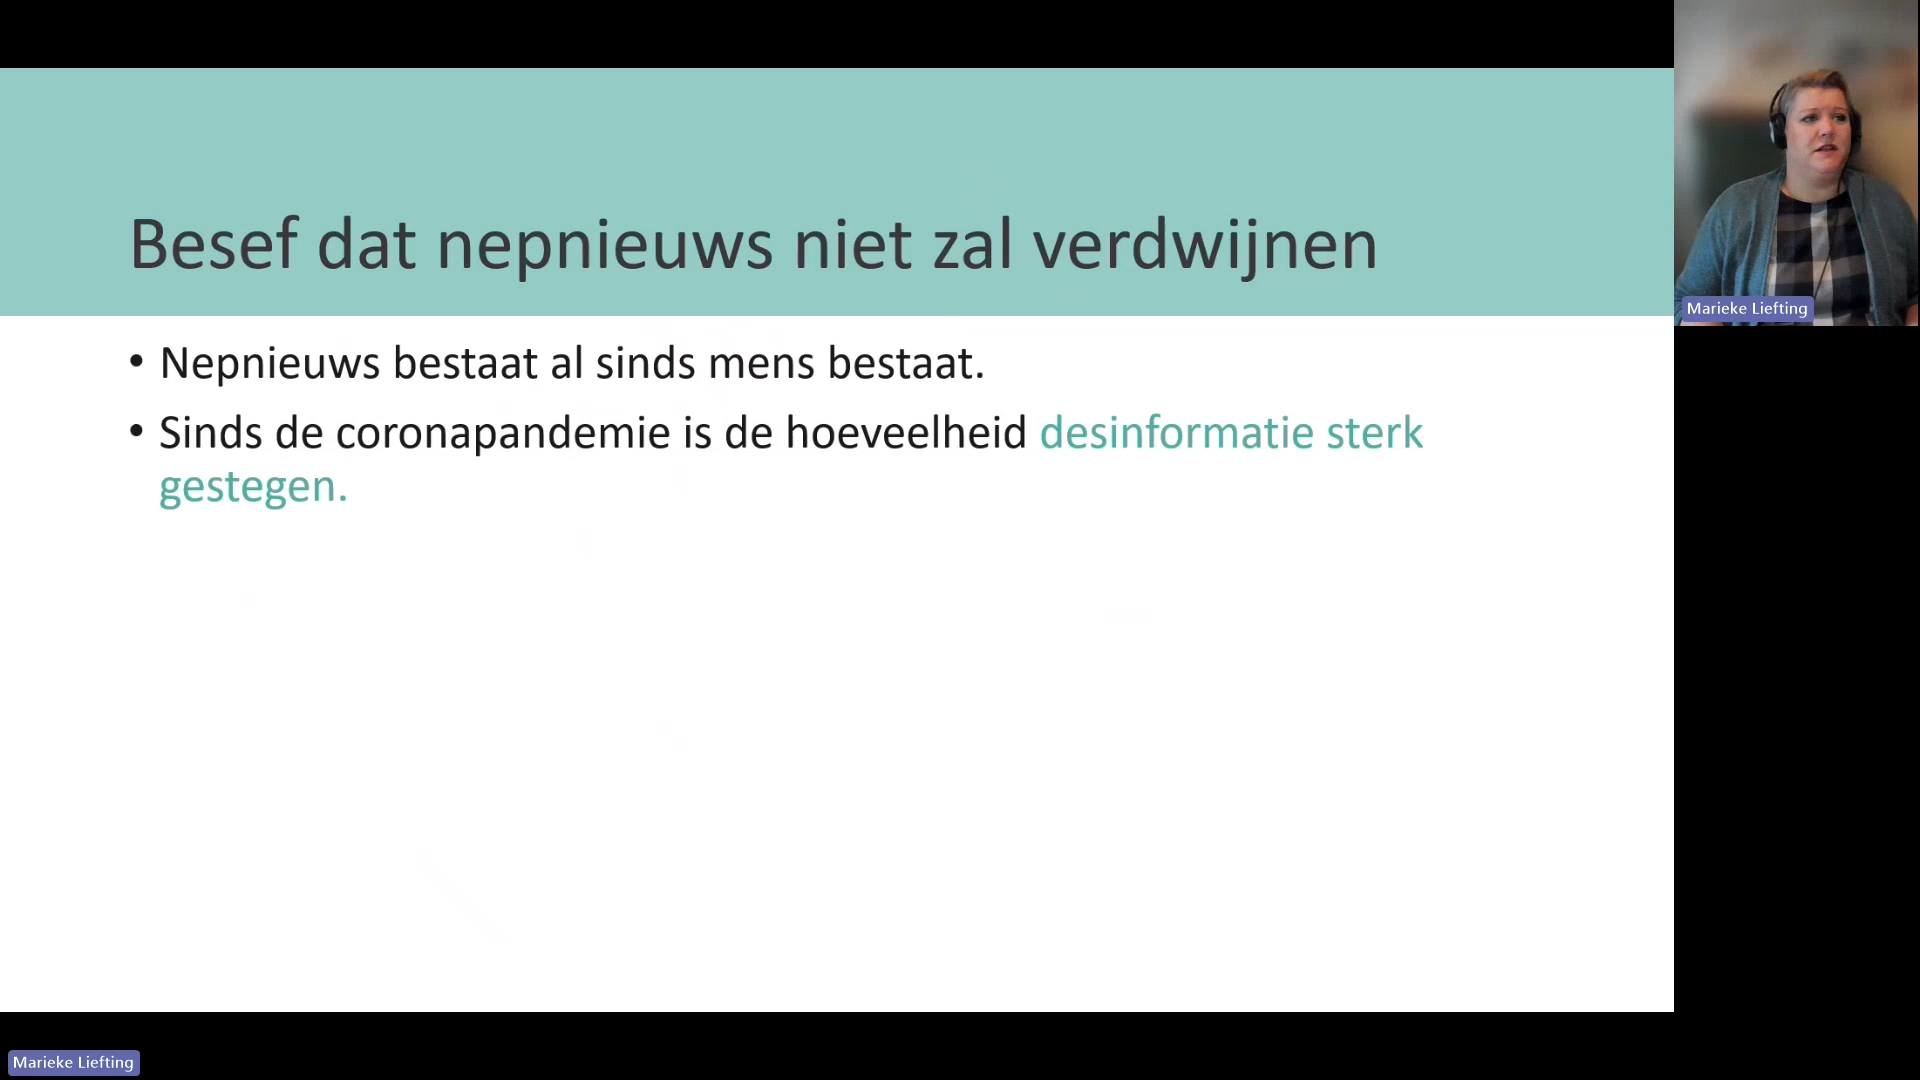 Besef dat nepnieuws niet zal verdwijnen
• Nepnieuws bestaat al sinds mens bestaat.
• Sinds de coronapandemie is de hoeveelheid desinformatie sterk
gestegen.
Marieke Liefting
Marieke Liefting